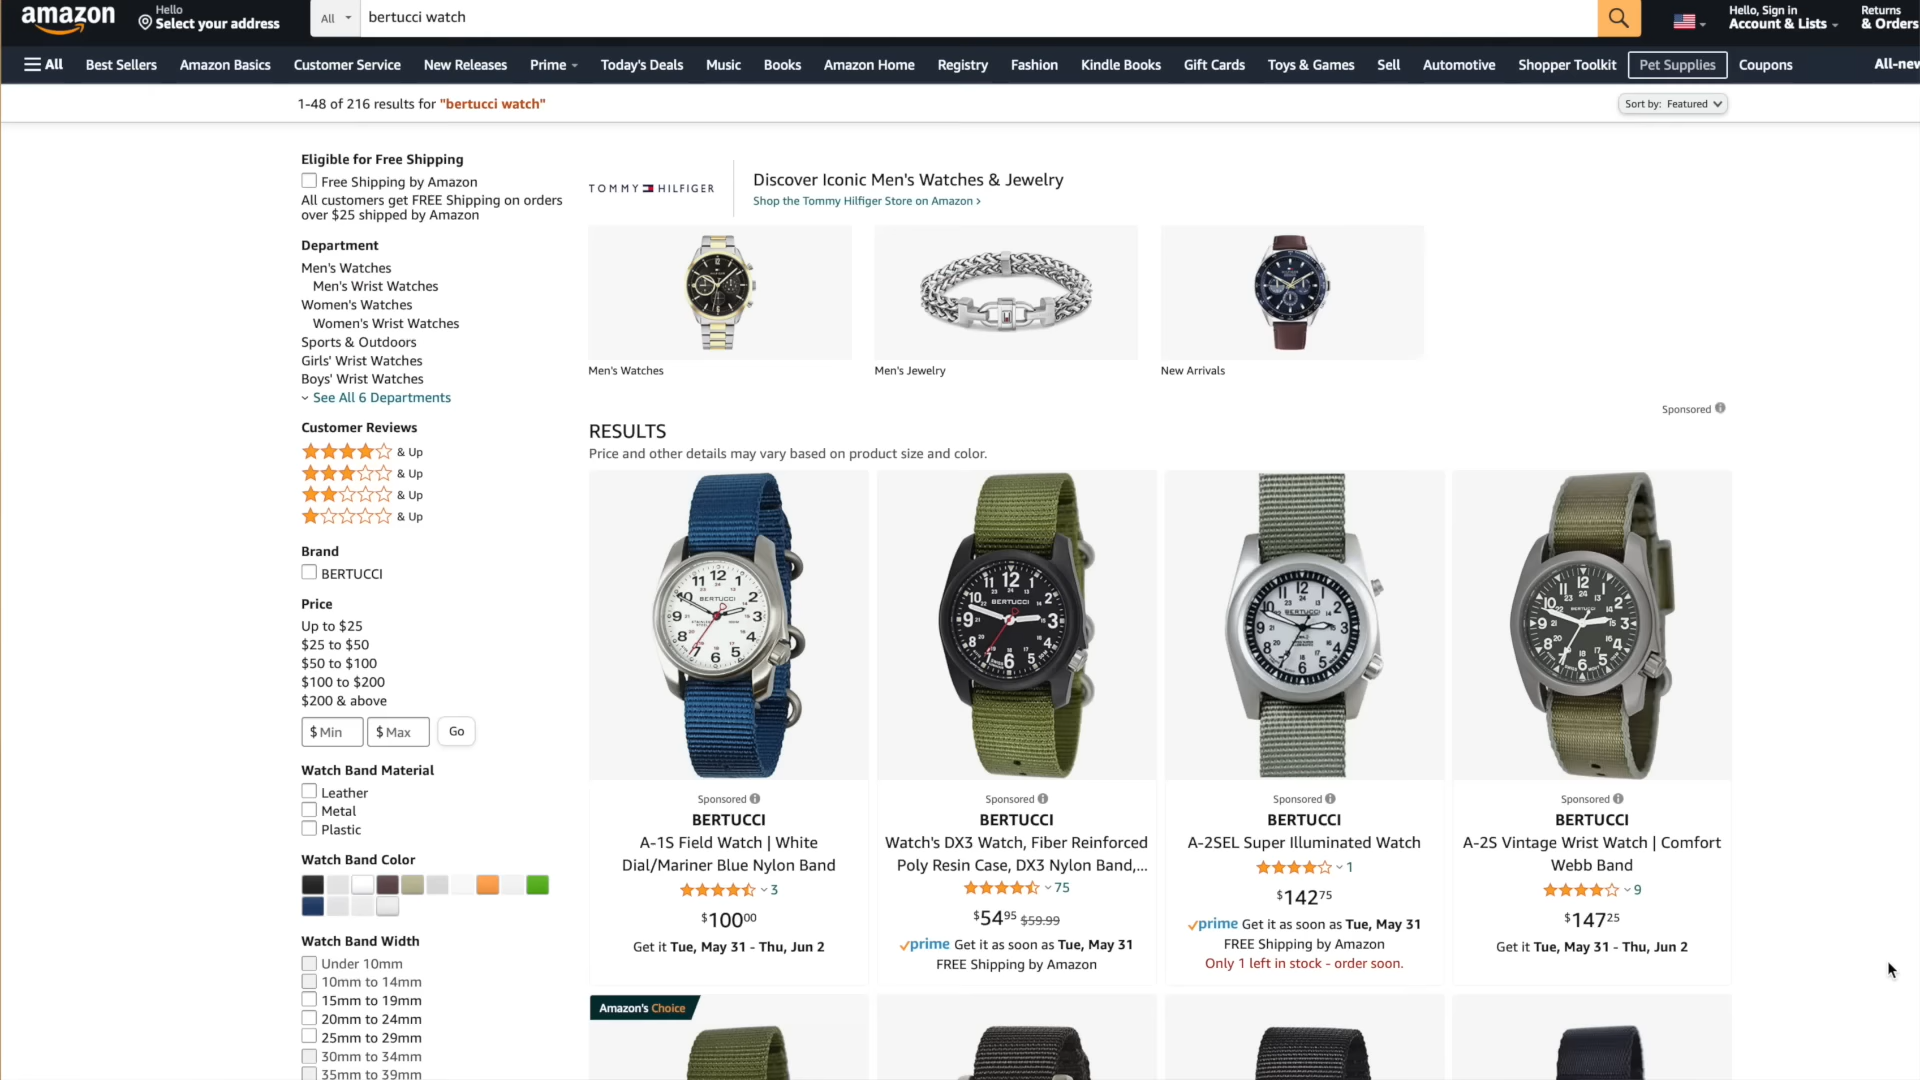 amazon
Hello
Select your address
All
bertucci watch
Hello, Sign in
Account & Lists
Returns
& Orders
All
Best Sellers
Amazon Basics
Customer Service
New Releases
Prime
Today's Deals
Music
Books
Amazon Home
Registry
Fashion
Kindle Books
Gift Cards
Toys & Games
Sell
Automotive
Shopper Toolkit
Pet Supplies
Coupons
All-new
1-48 of 216 results for "bertucci watch"
Sort by: Featured
Eligible for Free Shipping
Free Shipping by Amazon
All customers get FREE Shipping on orders
over $25 shipped by Amazon
Department
Men's Watches
Men's Wrist Watches
Women's Watches
Women's Wrist Watches
Sports & Outdoors
Girls' Wrist Watches
Boys' Wrist Watches
See All 6 Departments
Customer Reviews
& Up
& Up
& Up
& Up
Brand
BERTUCCI
Price
Up to $25
$25 to $50
$50 to $100
$100 to $200
$200 & above
$ Min
$ Max
Go
Watch Band Material
Leather
Metal
Plastic
Watch Band Color
Watch Band Width
Under 10mm
10mm to 14mm
15mm to 19mm
20mm to 24mm
25mm to 29mm
30mm to 34mm
35mm to 39mm
TOMMY HILFIGER
Discover Iconic Men's Watches & Jewelry
Shop the Tommy Hilfiger Store on Amazon ›
Men's Watches
Men's Jewelry
New Arrivals
Sponsored
RESULTS
Price and other details may vary based on product size and color.
BERTUCCI
BERTUCCI
BERTUCCI
BERTUCCI
Sponsored
BERTUCCI
A-1S Field Watch | White
Dial/Mariner Blue Nylon Band
3
$100 00
Get it Tue, May 31 - Thu, Jun 2
Sponsored
BERTUCCI
Watch's DX3 Watch, Fiber Reinforced
Poly Resin Case, DX3 Nylon Band,...
75
$54 95 $59.99
prime Get it as soon as Tue, May 31
FREE Shipping by Amazon
Sponsored
BERTUCCI
A-2SEL Super Illuminated Watch
1
$142 75
prime Get it as soon as Tue, May 31
FREE Shipping by Amazon
Only 1 left in stock - order soon.
Sponsored
BERTUCCI
A-2S Vintage Wrist Watch | Comfort
Webb Band
9
$147 25
Get it Tue, May 31 - Thu, Jun 2
Amazon's Choice